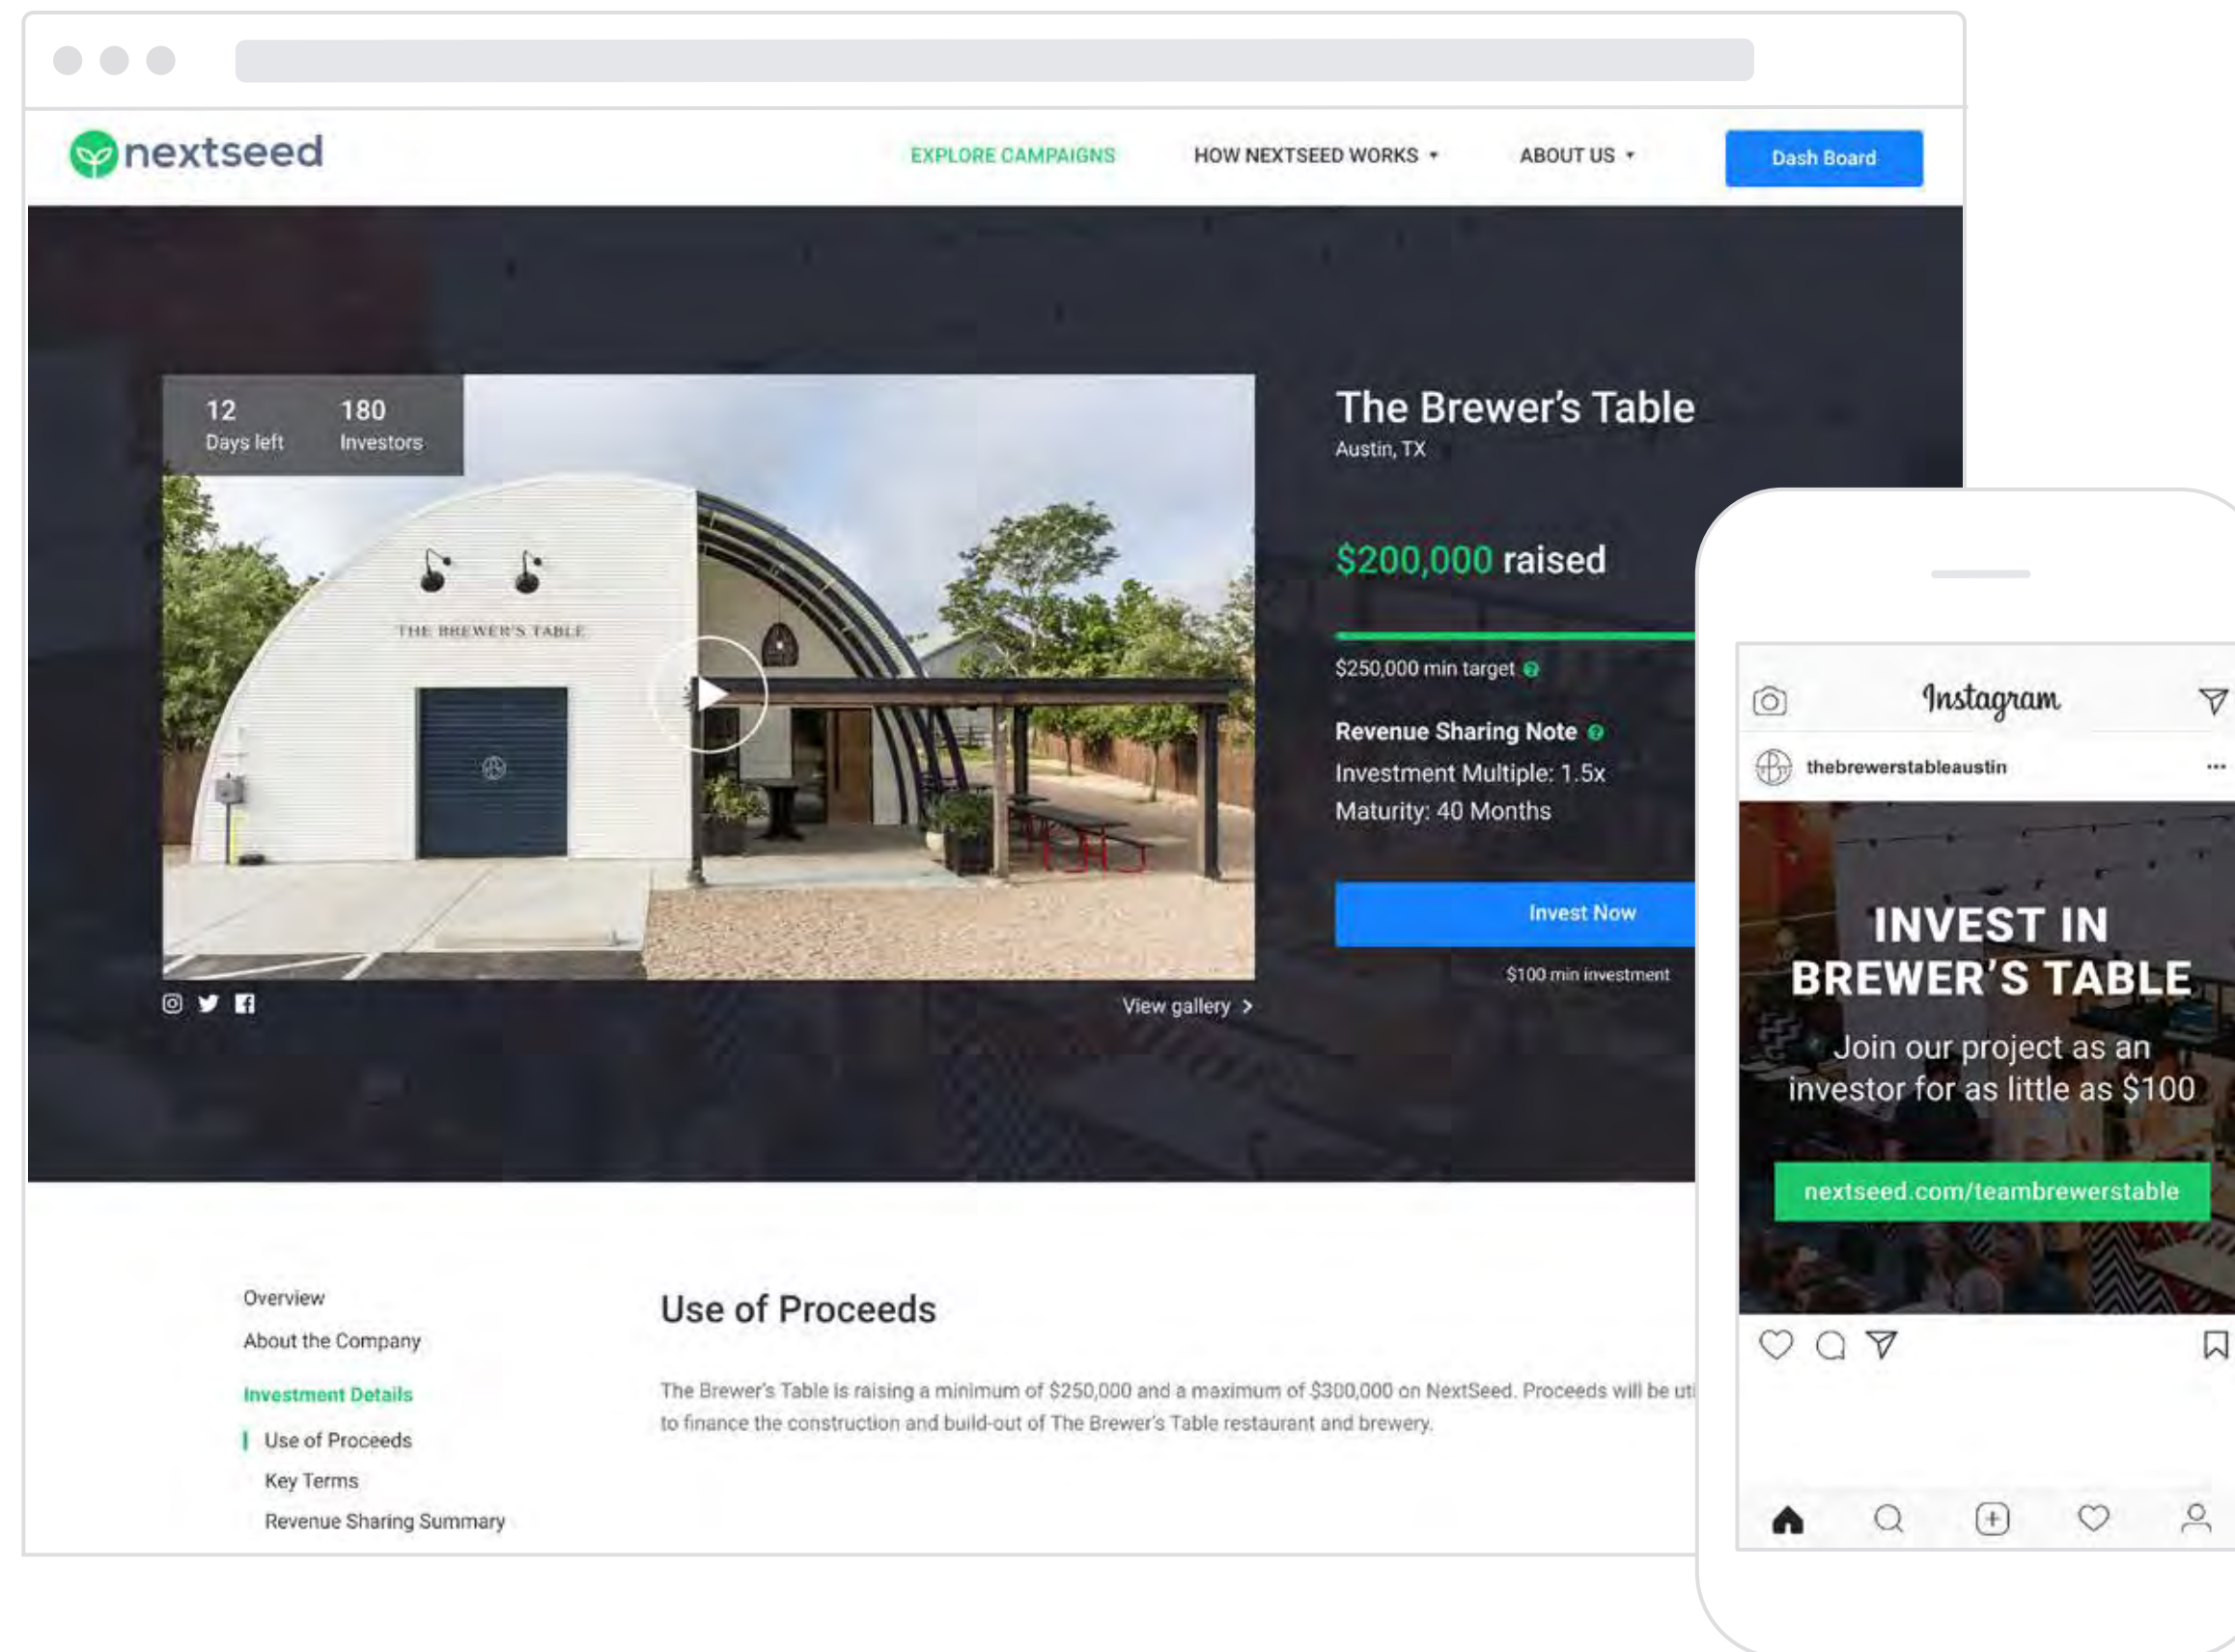 nextseed
EXPLORE CAMPAIGNS
HOW NEXTSEED WORKS
ABOUT US
Dash Board
12
Days left
180
Investors
THE BREWER'S TABLE
View gallery
The Brewer's Table
Austin, TX
$200,000 raised
$250,000 min target
Revenue Sharing Note
Investment Multiple: 1.5x
Maturity: 40 Months
Invest Now
$100 min investment
Overview
About the Company
Investment Details
Use of Proceeds
Key Terms
Revenue Sharing Summary
Use of Proceeds
The Brewer's Table is raising a minimum of $250,000 and a maximum of $300,000 on NextSeed. Proceeds will be uti
to finance the construction and build-out of The Brewer's Table restaurant and brewery.
Instagram
thebrewerstableaustin
INVEST IN
BREWER'S TABLE
Join our project as an
investor for as little as $100
nextseed.com/teambrewerstable